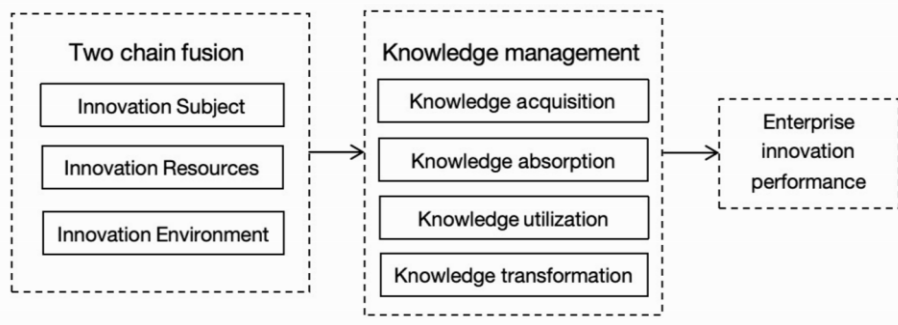 Two chain fusion
Innovation Subject
Innovation Resources
Innovation Environment
Knowledge management
Knowledge acquisition
Knowledge absorption
Knowledge utilization
Knowledge transformation
Enterprise
innovation
performance